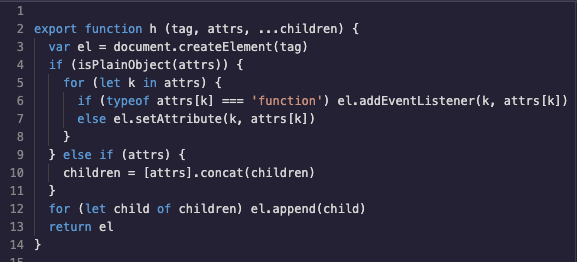 1
2 export function h (tag, attrs, ...children) {
3   var el = document.createElement(tag)
4   if (isPlainObject(attrs)) {
5     for (let k in attrs) {
6       if (typeof attrs[k] === 'function') el.addEventListener(k, attrs[k])
7       else el.setAttribute(k, attrs[k])
8     }
9   } else if (attrs) {
10     children = [attrs].concat(children)
11   }
12   for (let child of children) el.append(child)
13   return el
14 }
15